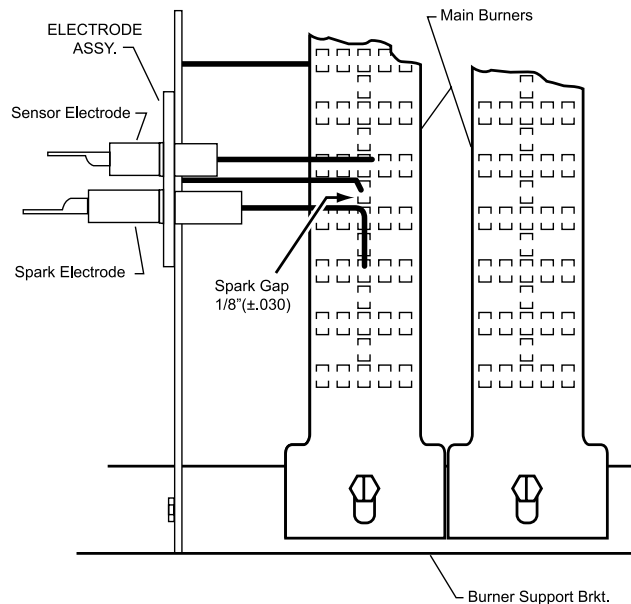 ELECTRODE
ASSY.
Main Burners
Sensor Electrode
Spark Electrode
Spark Gap
1/8"(±.030)
Burner Support Brkt.